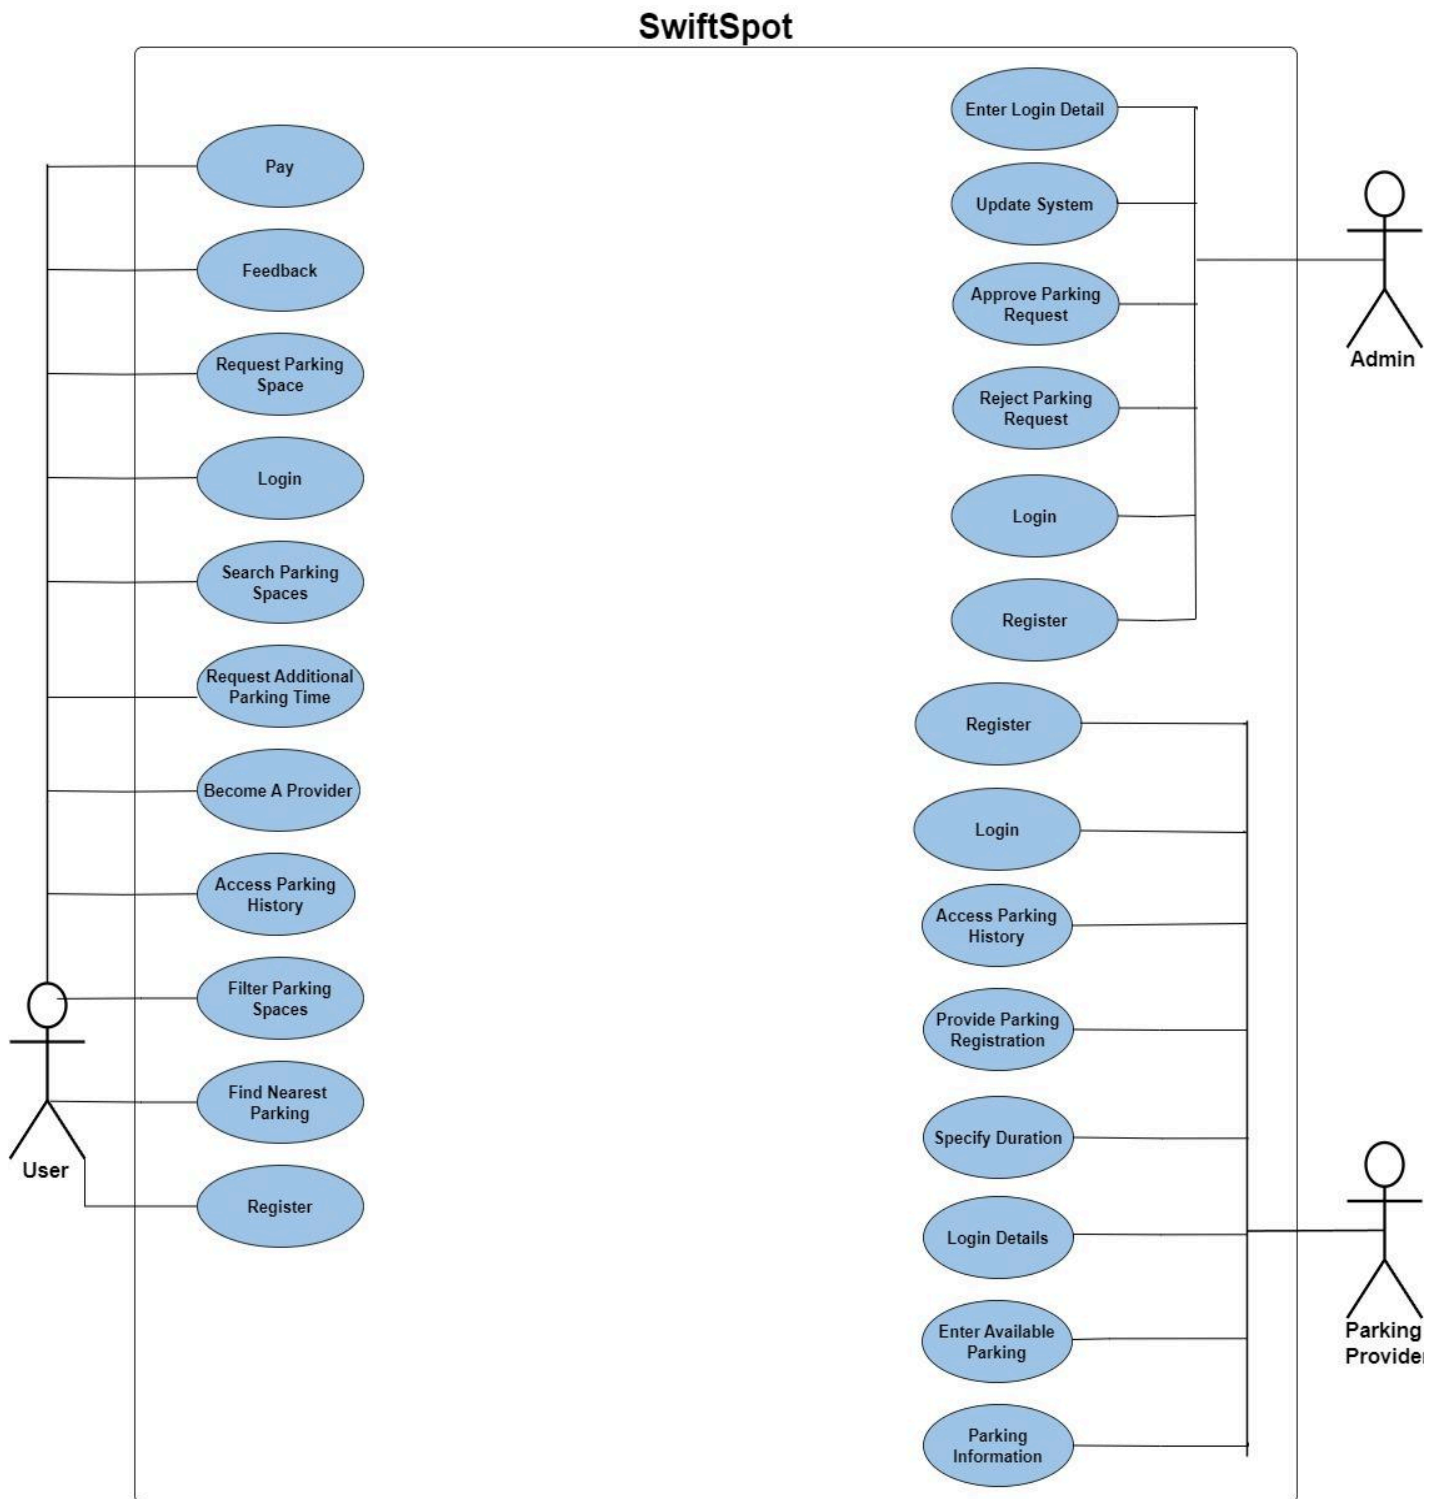 SwiftSpot
Pay
Feedback
Request Parking
Space
Login
Search Parking
Spaces
Request Additional
Parking Time
Become A Provider
Access Parking
History
Filter Parking
Spaces
Find Nearest
Parking
Register
User
Enter Login Detail
Update System
Approve Parking
Request
Reject Parking
Request
Login
Register
Admin
Register
Login
Access Parking
History
Provide Parking
Registration
Specify Duration
Login Details
Enter Available
Parking
Parking
Information
Parking
Provider